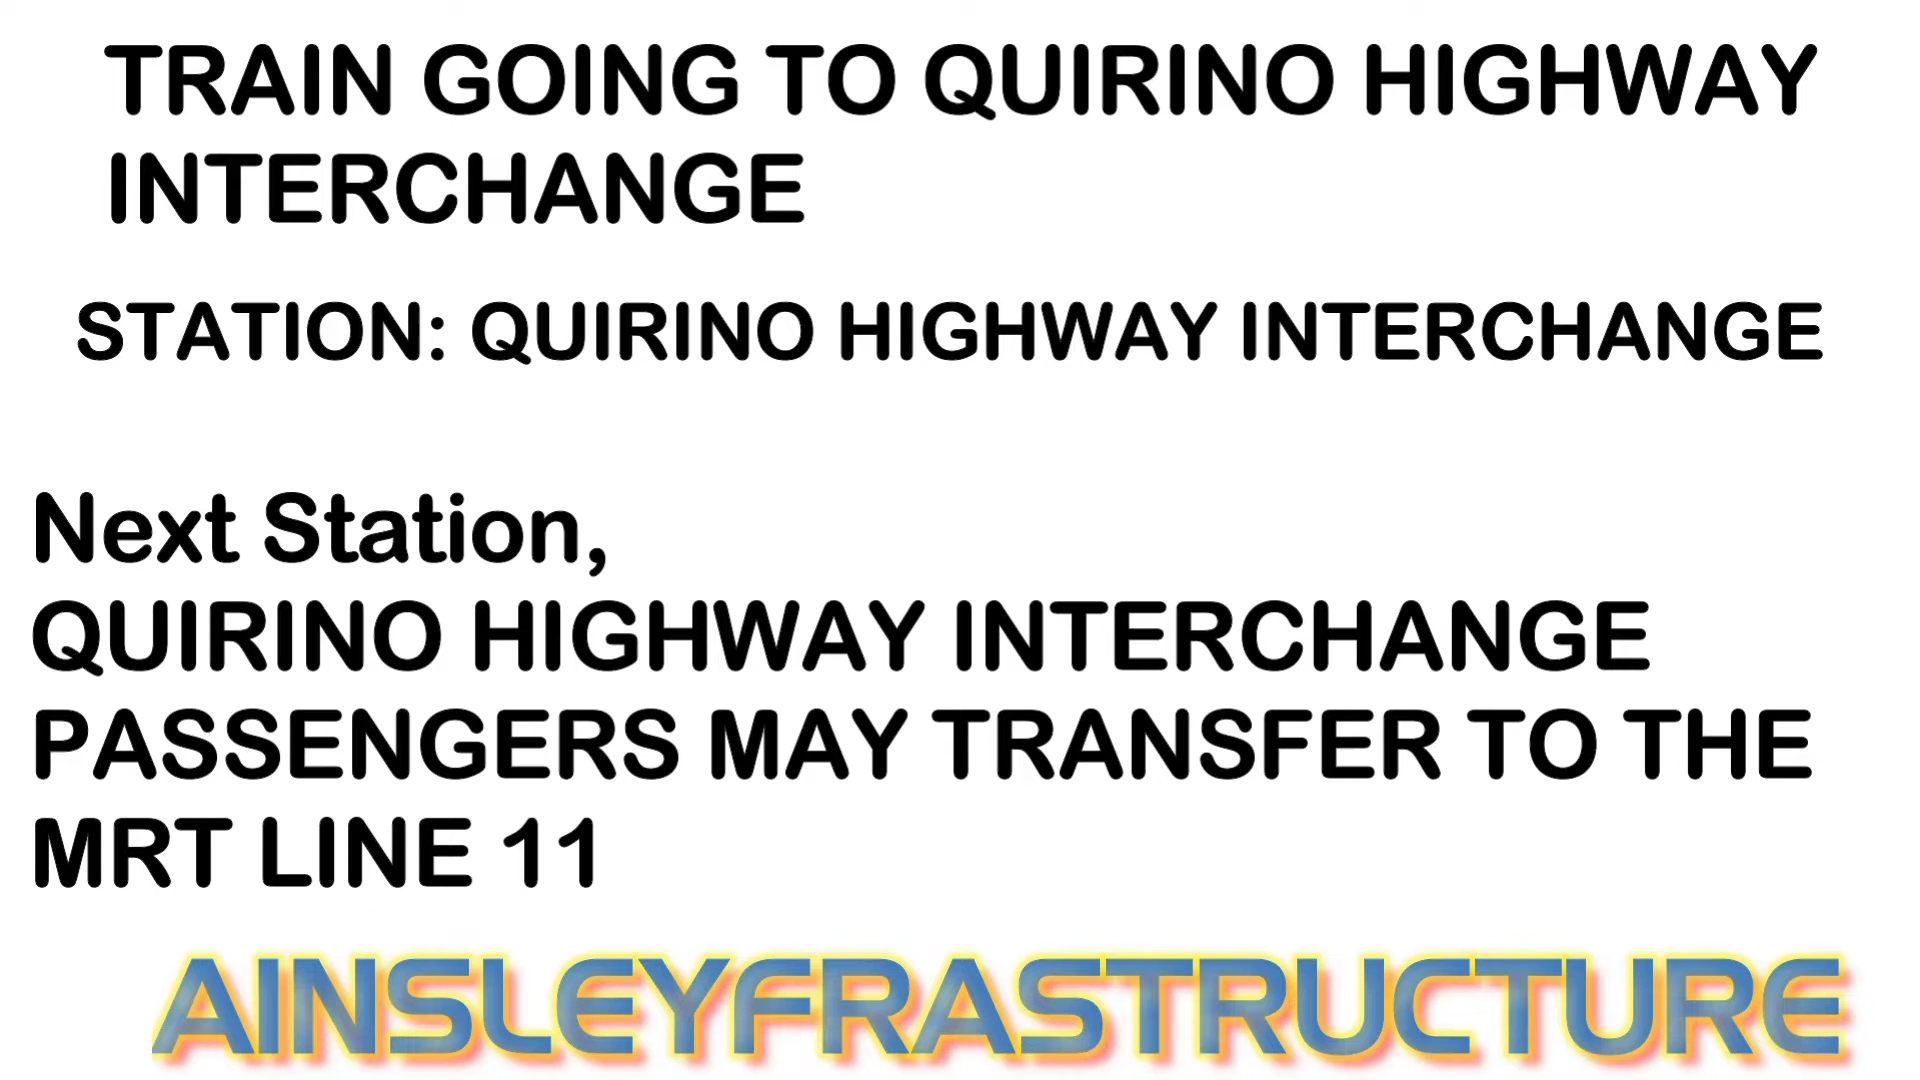 TRAIN GOING TO QUIRINO HIGHWAY
INTERCHANGE
STATION: QUIRINO HIGHWAY INTERCHANGE
Next Station,
QUIRINO HIGHWAY INTERCHANGE
PASSENGERS MAY TRANSFER TO THE
MRT LINE 11
AINSLEYFRASTRUCTURE